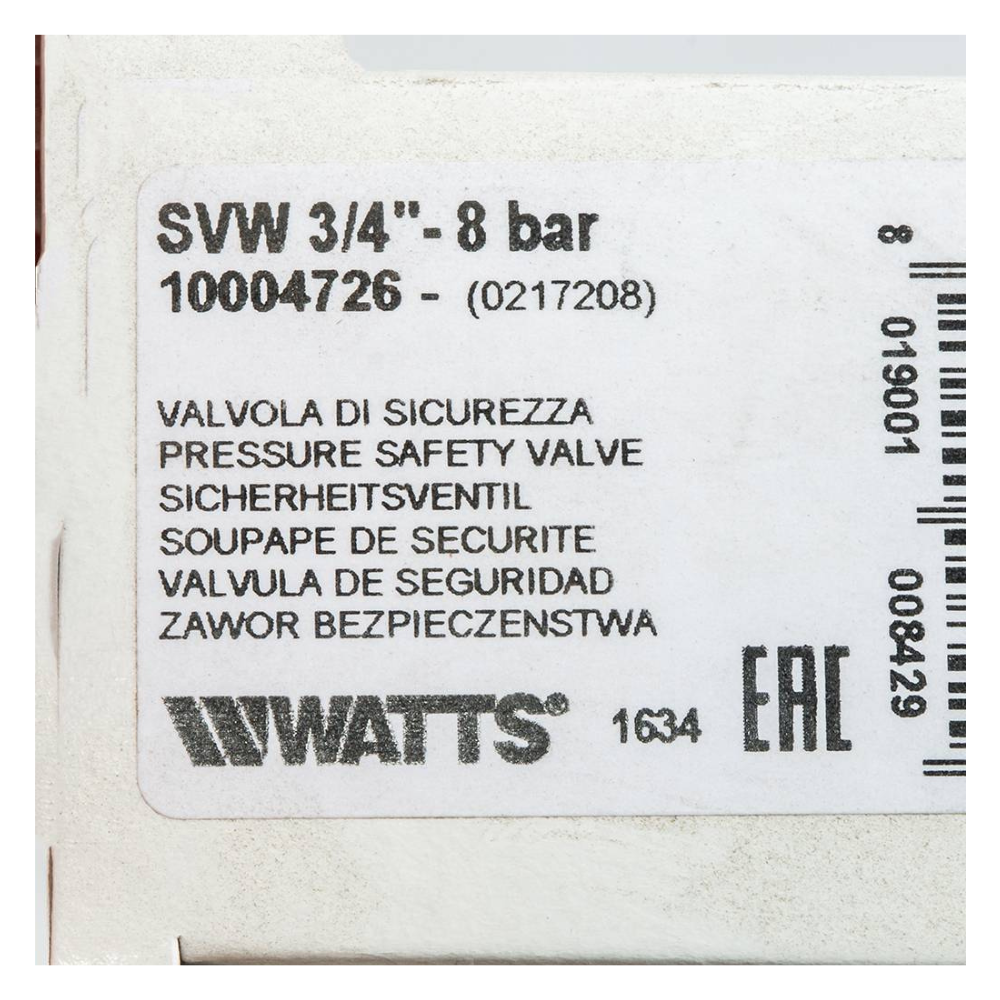 SVW 3/4"- 8 bar
10004726 - (0217208)
VALVOLA DI SICUREZZA
PRESSURE SAFETY VALVE
SICHERHEITSVENTIL
SOUPAPE DE SECURITE
VALVULA DE SEGURIDAD
ZAWOR BEZPIECZENSTWA
WATTS®
1634
EAC
8 019001 008429